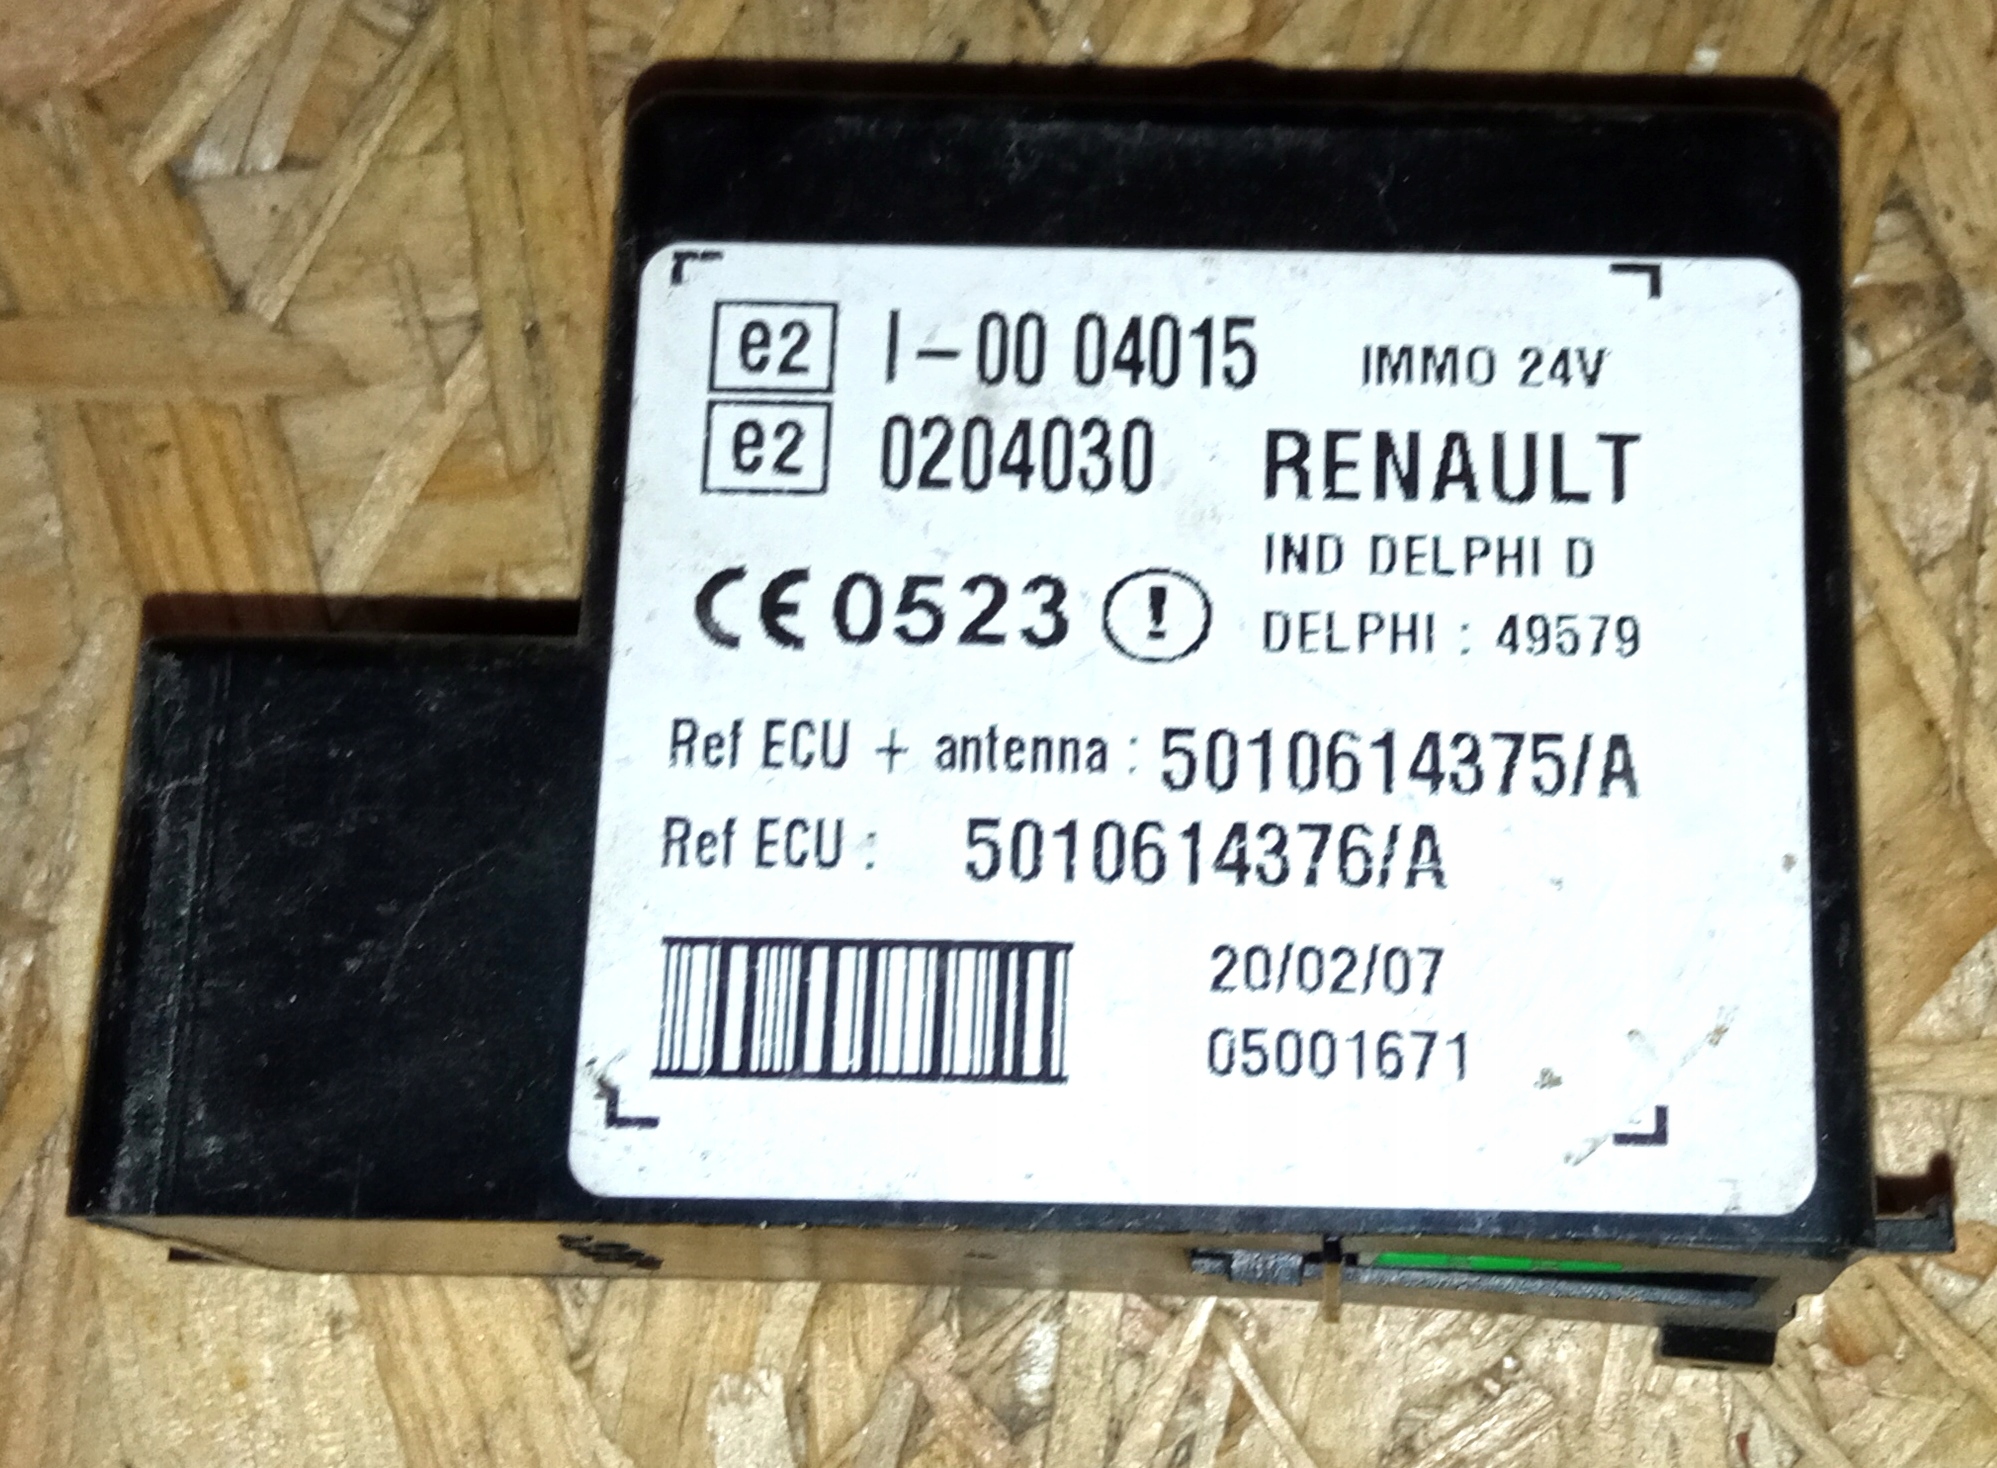 e2 I-00 04015 IMMO 24V
e2 0204030 RENAULT
IND DELPHI D
CE 0523 ! DELPHI : 49579
Ref ECU + antenna : 5010614375/A
Ref ECU : 5010614376/A
20/02/07
05001671